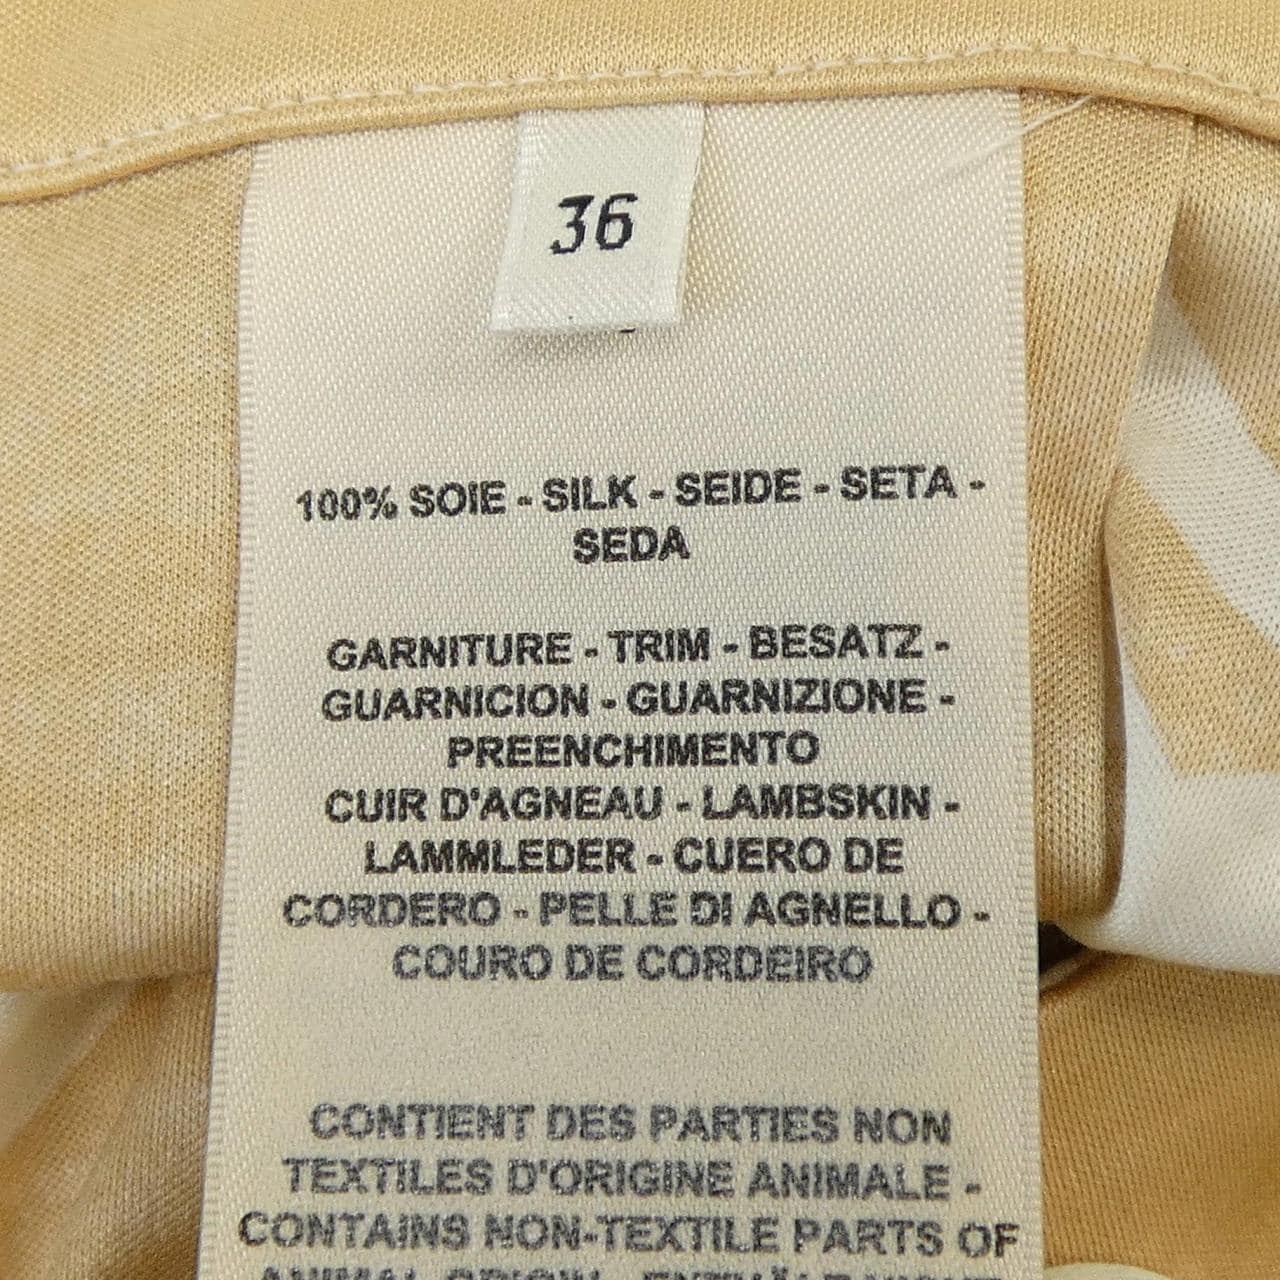 36
100% SOIE - SILK - SEIDE - SETA -
SEDA
GARNITURE - TRIM - BESATZ -
GUARNICION - GUARNIZIONE -
PREENCHIMENTO
CUIR D'AGNEAU - LAMBSKIN -
LAMMLEDER - CUERO DE
CORDERO - PELLE DI AGNELLO -
COURO DE CORDEIRO
CONTIENT DES PARTIES NON
TEXTILES D'ORIGINE ANIMALE -
CONTAINS NON-TEXTILE PARTS OF
ANIMAL ORIGIN